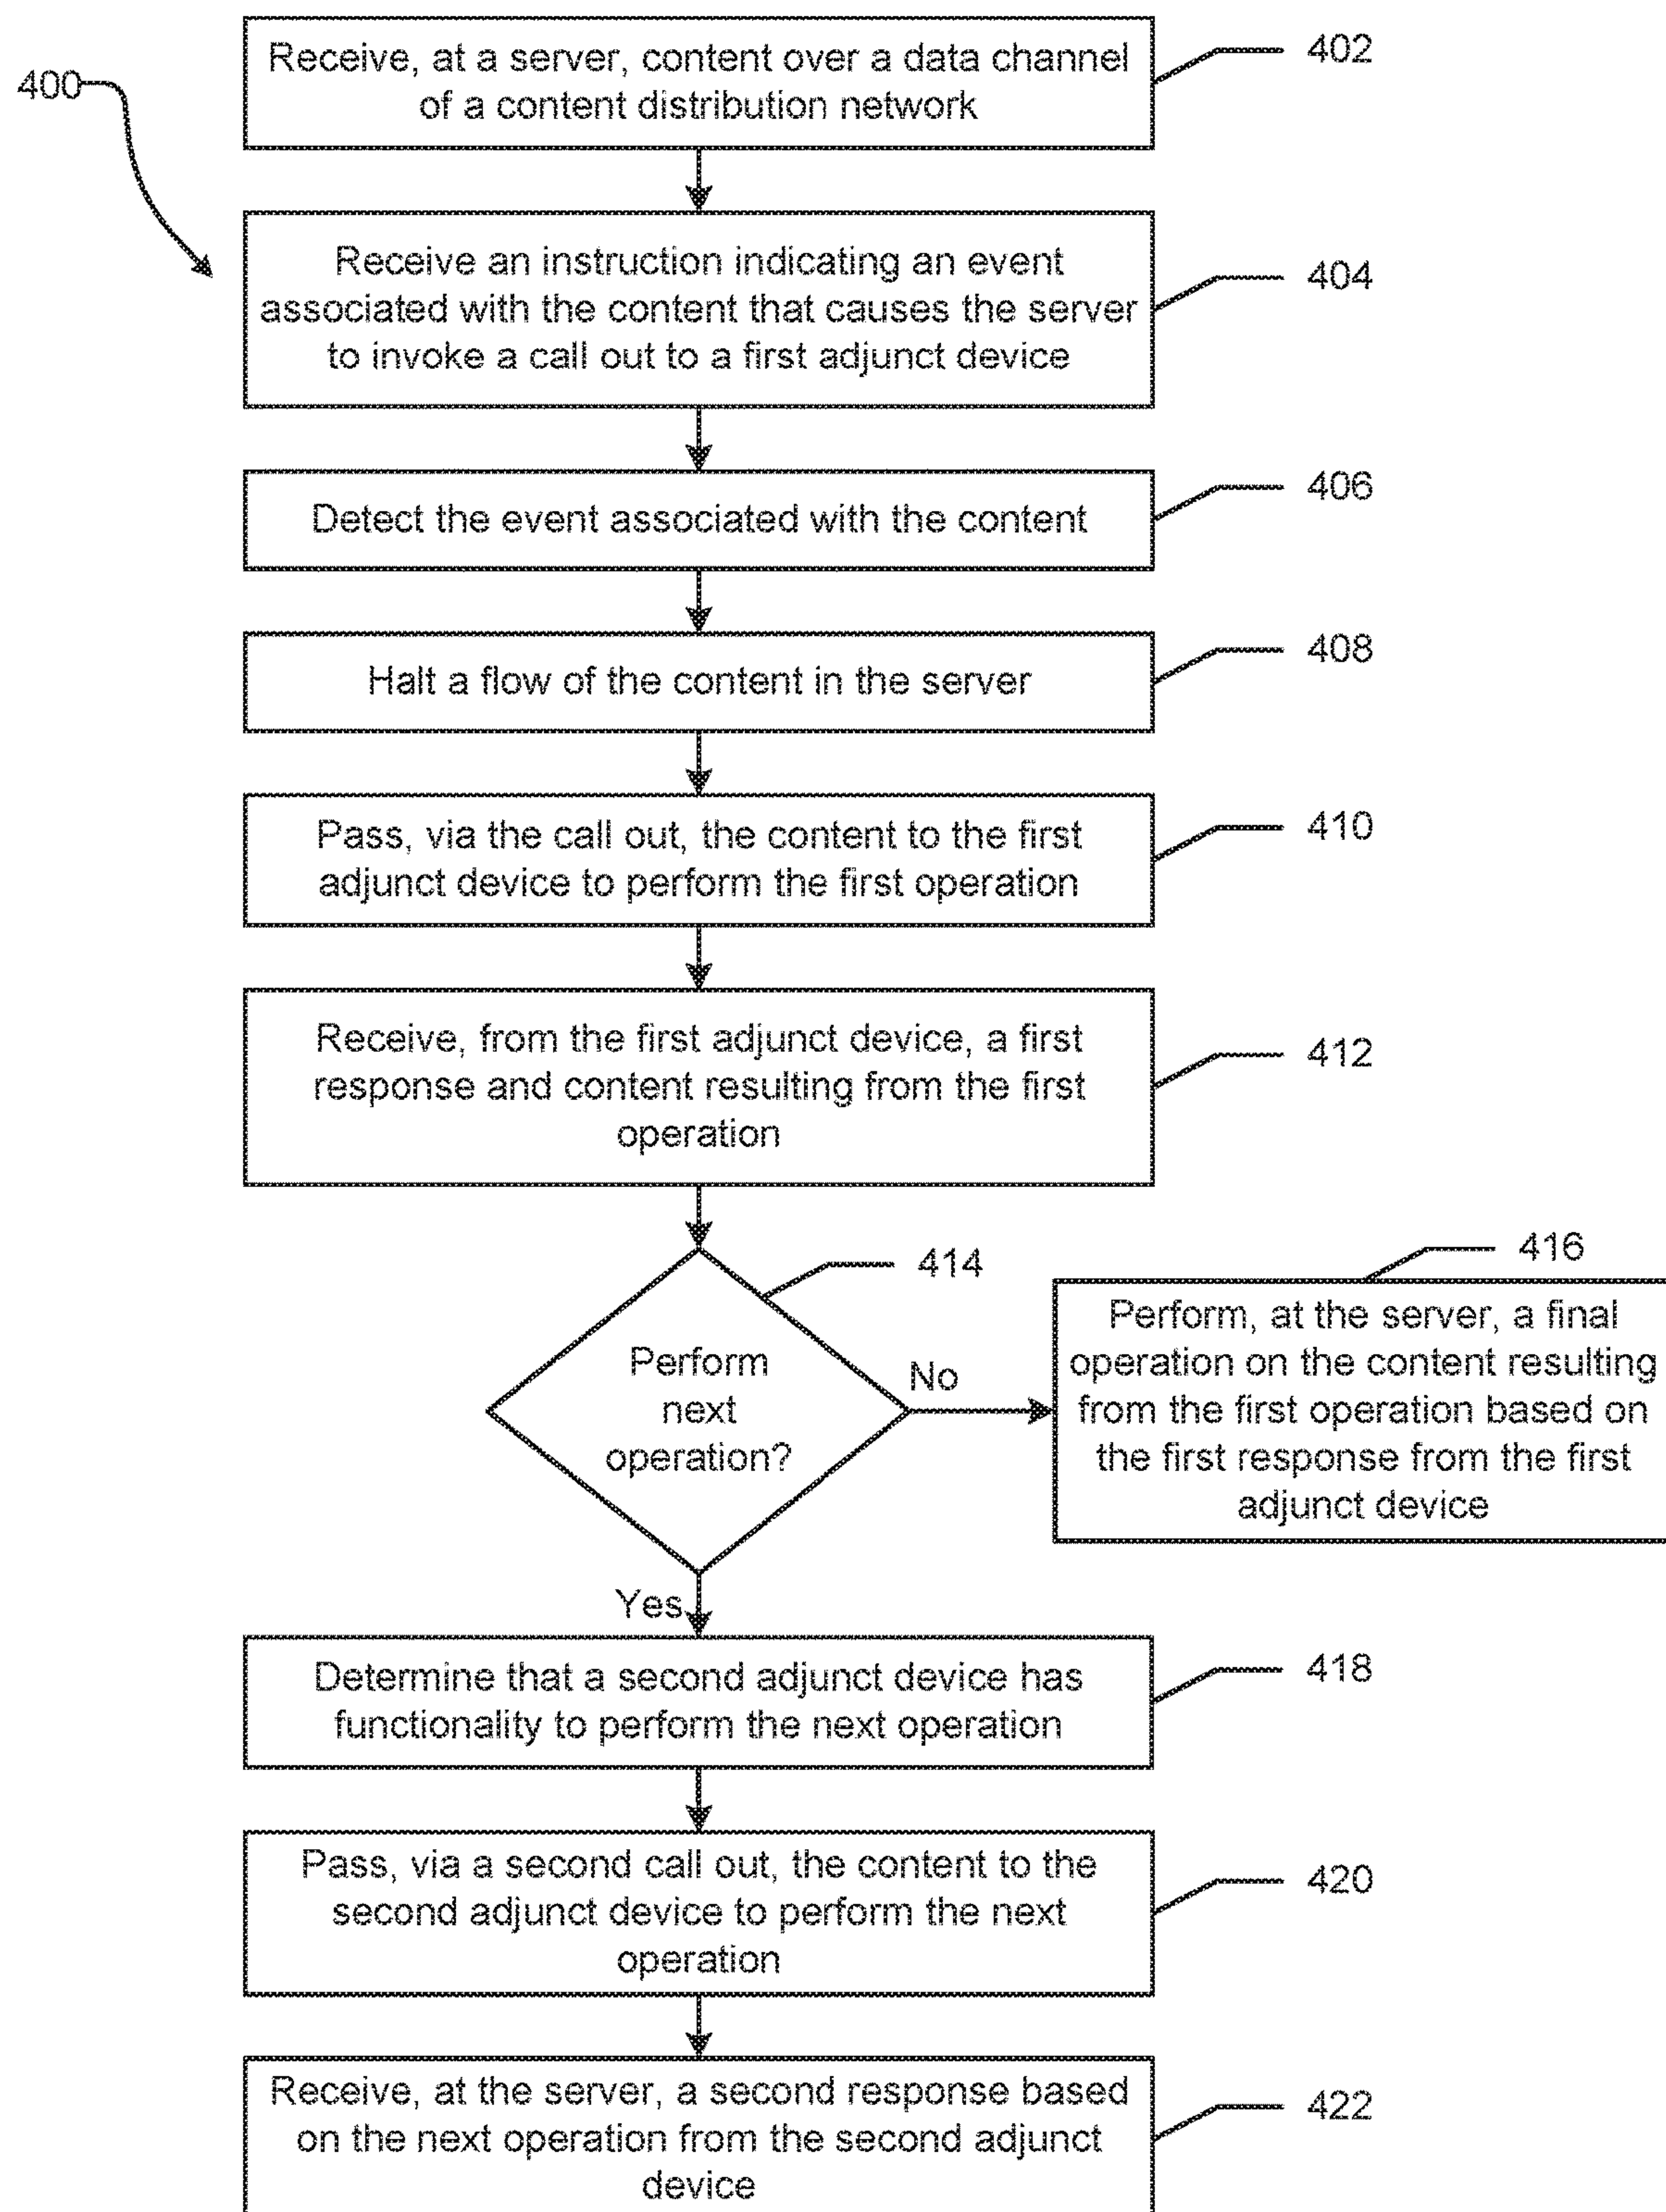 Receive, at a server, content over a data channel
of a content distribution network
402
400
Receive an instruction indicating an event
associated with the content that causes the server
to invoke a call out to a first adjunct device
404
Detect the event associated with the content
406
Halt a flow of the content in the server
408
Pass, via the call out, the content to the first
adjunct device to perform the first operation
410
Receive, from the first adjunct device, a first
response and content resulting from the first
operation
412
414
Perform
next
operation?
No
416
Perform, at the server, a final
operation on the content resulting
from the first operation based on
the first response from the first
adjunct device
Yes
Determine that a second adjunct device has
functionality to perform the next operation
418
Pass, via a second call out, the content to the
second adjunct device to perform the next
operation
420
Receive, at the server, a second response based
on the next operation from the second adjunct
device
422